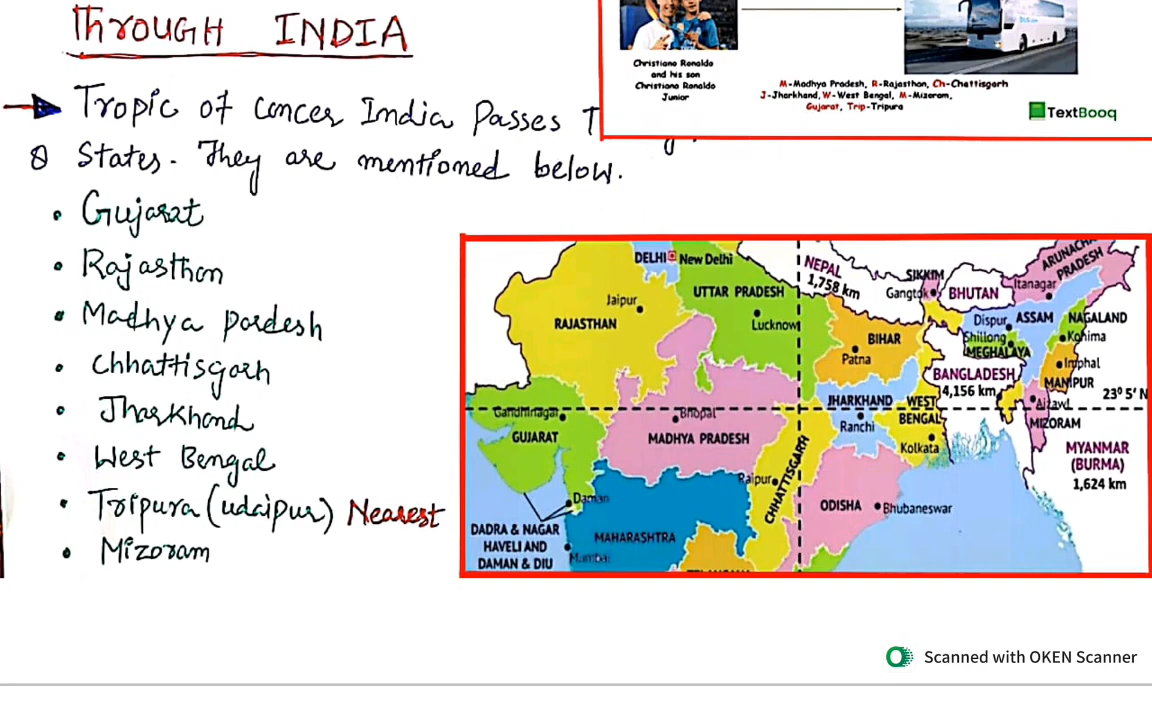 ThROUGH INDIA
Tropic of cancer India Passes T
8 States. They are mentioned below.
• Gujarat
• Rajasthan
• Madhya pardesh
• Chhattisgarh
• Jharkhand
• West Bengal
• Tripura (udaipur) Nearest
• Mizoram
Christiano Ronaldo
and his son
Christiano Ronaldo
Junior
M-Madhya Pradesh, R-Rajasthan, Ch-Chattisgarh
J-Jharkhand, W-West Bengal, M-Mizoram,
Gujarat, Trip-Tripura
TextBooq
DELHI New Delhi
NEPAL
1,758 km
SIKKIM
Gangtok
BHUTAN
ARUNACHA
PRADESH
Itanagar
Jaipur
RAJASTHAN
UTTAR PRADESH
Lucknow
BIHAR
Patna
Dispur
ASSAM
NAGALAND
Shillong
MEGHALAYA
Kohima
Imphal
MANIPUR
BANGLADESH
4,156 km
23° 5' N
Aizawl
MIZORAM
Gandhinagar
GUJARAT
Bhopal
MADHYA PRADESH
JHARKHAND
Ranchi
WEST
BENGAL
Kolkata
MYANMAR
(BURMA)
1,624 km
Raipur
CHHATTISGARH
ODISHA
Bhubaneswar
Daman
DADRA & NAGAR
HAVELI AND
DAMAN & DIU
MAHARASHTRA
Mumbai
Scanned with OKEN Scanner